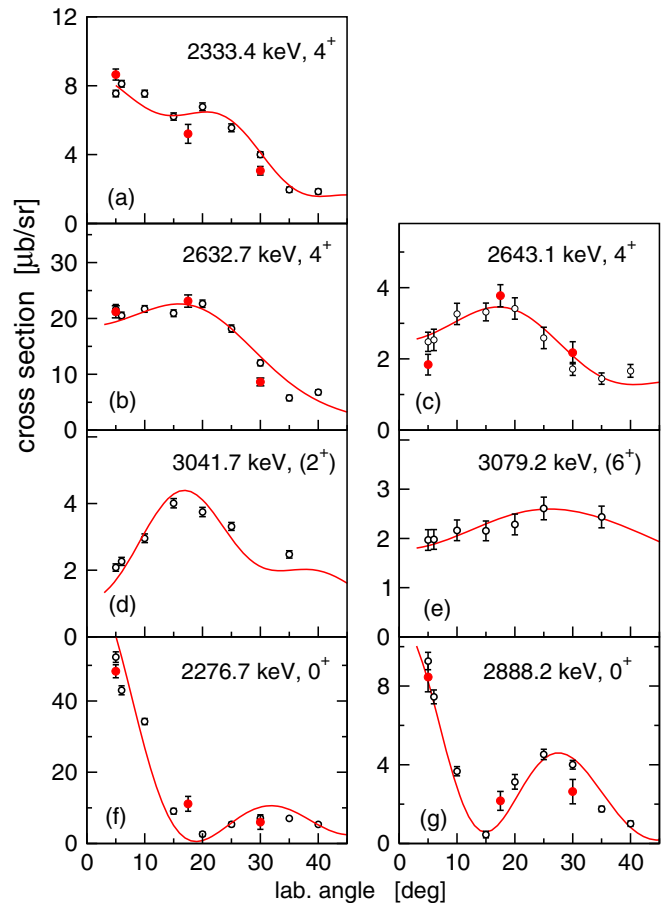 12
8
4
0
2333.4 keV, 4+
(a)
cross section [μb/sr]
30
20
10
0
2632.7 keV, 4+
(b)
4
2
0
2643.1 keV, 4+
(c)
4
2
0
3041.7 keV, (2+)
(d)
3
2
1
0
3079.2 keV, (6+)
(e)
40
20
0
2276.7 keV, 0+
(f)
8
4
0
2888.2 keV, 0+
(g)
0 10 20 30 40
0 10 20 30 40
lab. angle [deg]